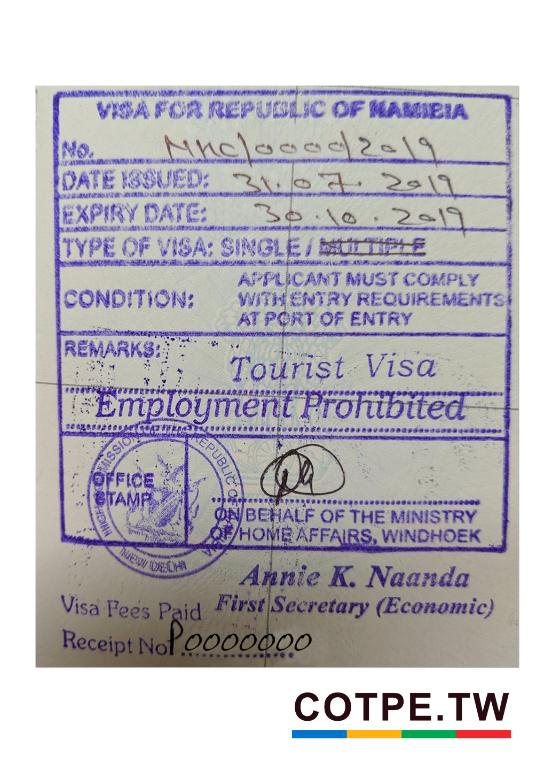 VISA FOR REPUBLIC OF NAMIBIA
No. NHC/0000/2019
DATE ISSUED: 31.07.2019
EXPIRY DATE: 30.10.2019
TYPE OF VISA: SINGLE / MULTIPLE
CONDITION: APPLICANT MUST COMPLY
WITH ENTRY REQUIREMENTS
AT PORT OF ENTRY
REMARKS: Tourist Visa
Employment Prohibited
OFFICE
STAMP
HIGH COMMISSION OF THE REPUBLIC OF
NEW DELHI
ON BEHALF OF THE MINISTRY
OF HOME AFFAIRS, WINDHOEK
Annie K. Naanda
First Secretary (Economic)
Visa Fees Paid
Receipt No P0000000
COTPE.TW